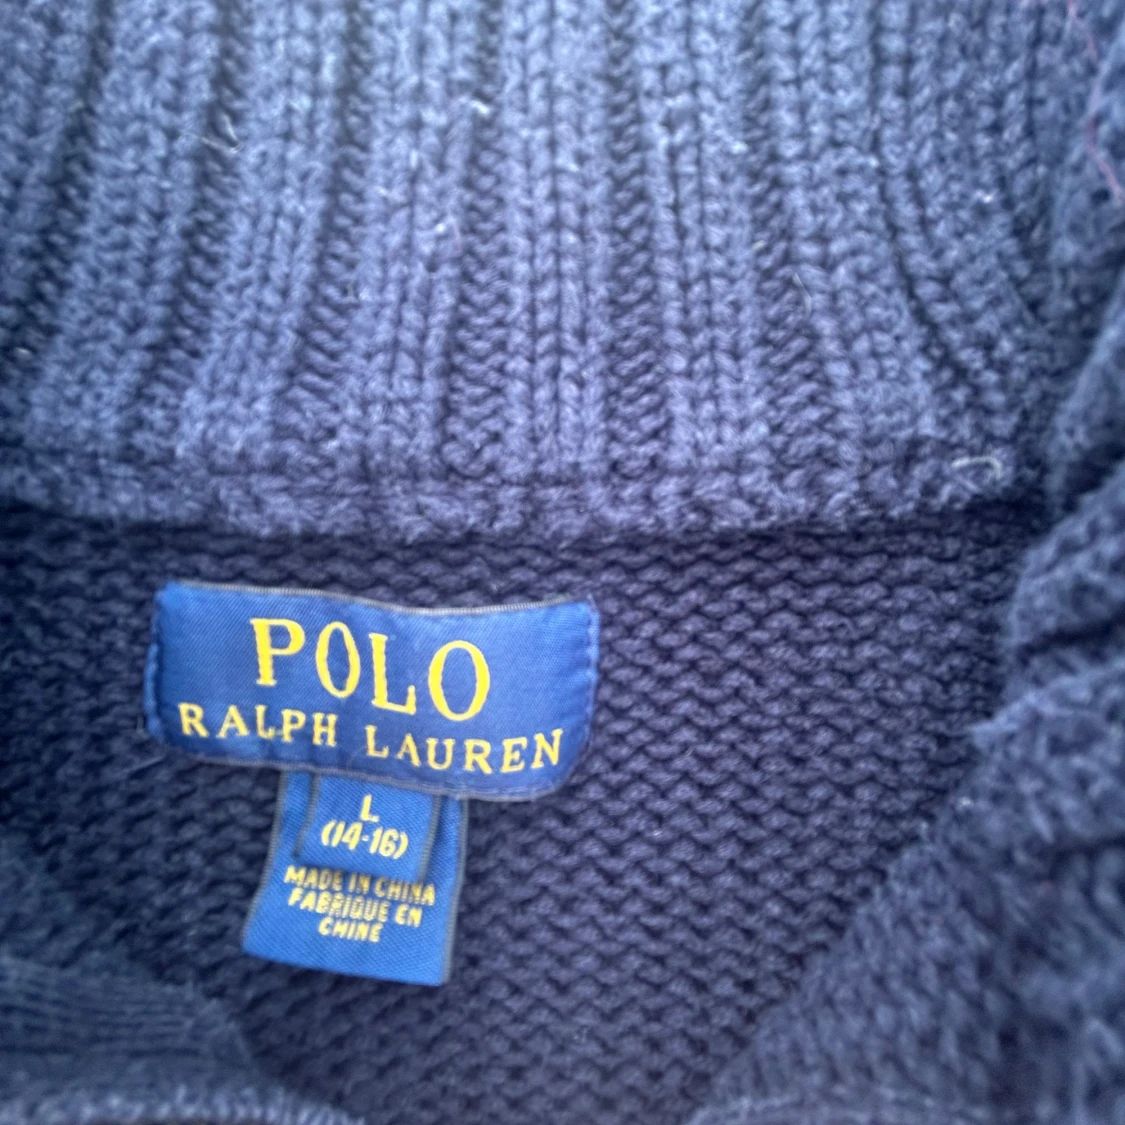 POLO
RALPH LAUREN
L
(14-16)
MADE IN CHINA
FABRIQUE EN
CHINE